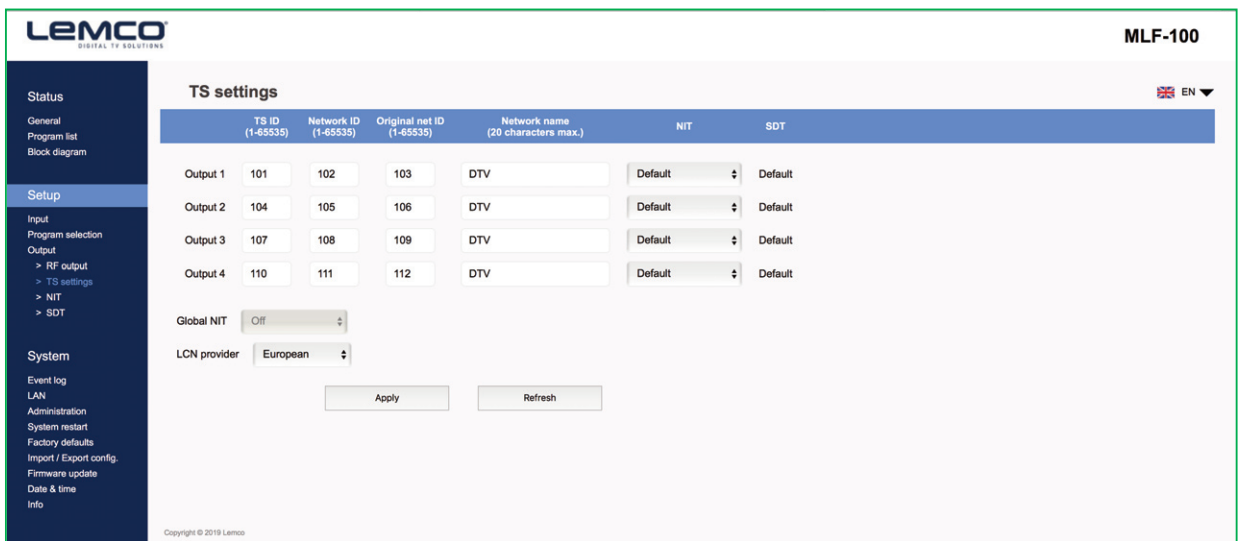 LEMCO
DIGITAL TV SOLUTIONS
MLF-100
Status
General
Program list
Block diagram
Setup
Input
Program selection
Output
> RF output
> TS settings
> NIT
> SDT
System
Event log
LAN
Administration
System restart
Factory defaults
Import / Export config.
Firmware update
Date & time
Info
TS settings
EN
TS ID (1-65535) Network ID (1-65535) Original net ID (1-65535) Network name (20 characters max.) NIT SDT
Output 1 101 102 103 DTV Default Default
Output 2 104 105 106 DTV Default Default
Output 3 107 108 109 DTV Default Default
Output 4 110 111 112 DTV Default Default
Global NIT Off
LCN provider European
Apply Refresh
Copyright © 2019 Lemco